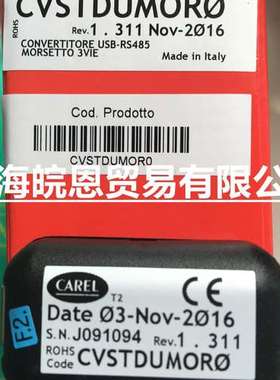 CVSTDUMORØ
ROHS
Rev.1.311 Nov-2Ø16
CONVERTITORE USB-RS485
MORSETTO 3VIE
Made in Italy
Cod. Prodotto
CVSTDUMOR0
海皖恩贸易有限公
CAREL
T2
CE
Date Ø3-Nov-2Ø16
F.2.
S.N.J091094 Rev.1.311
ROHS
Code CVSTDUMORØ